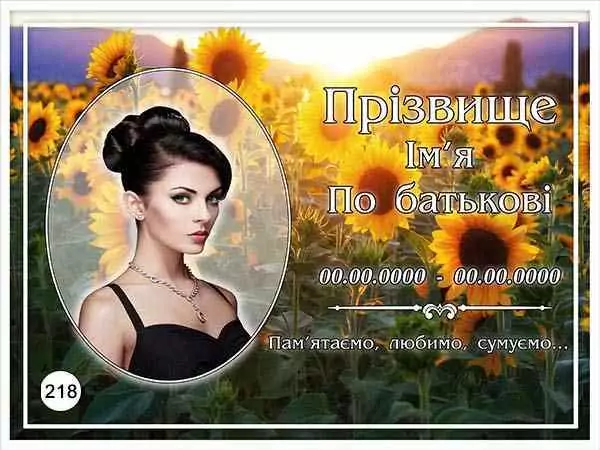 Прізвище
Ім'я
По батькові
00.00.0000 - 00.00.0000
Пам'ятаємо, любимо, сумуємо...
218